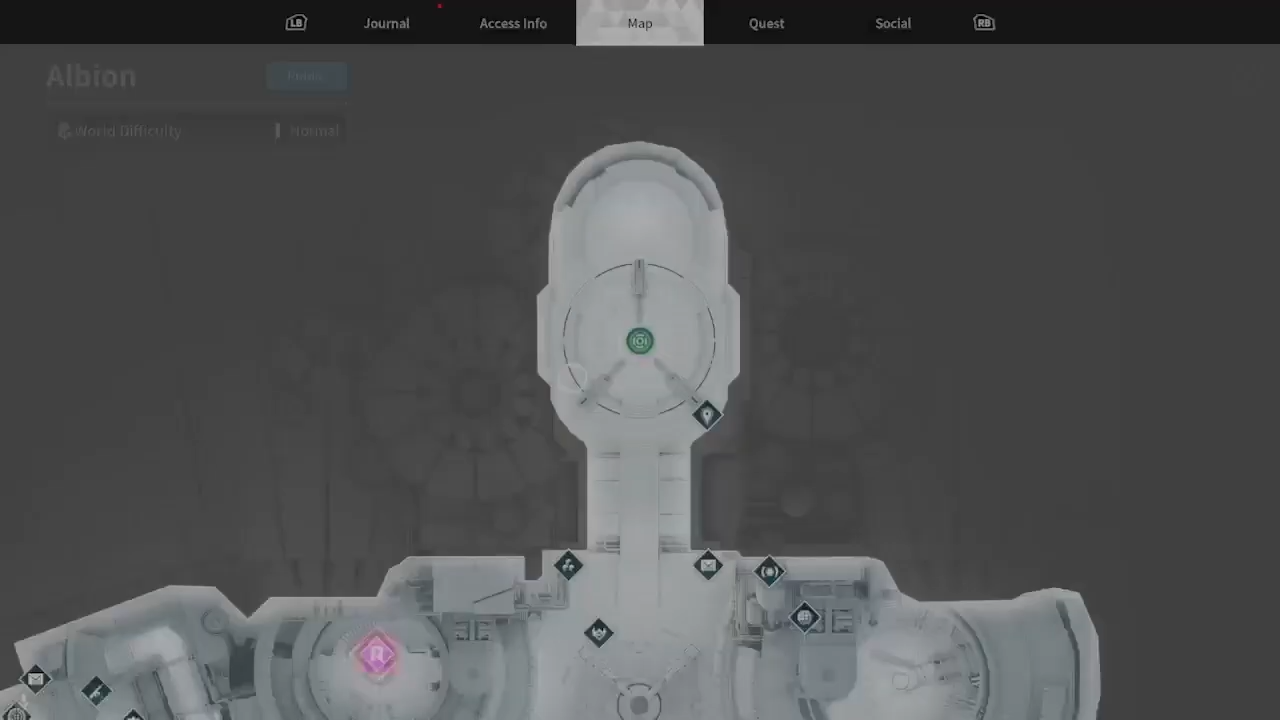 LB Journal Access Info Map Quest Social RB
Albion
World Difficulty Normal